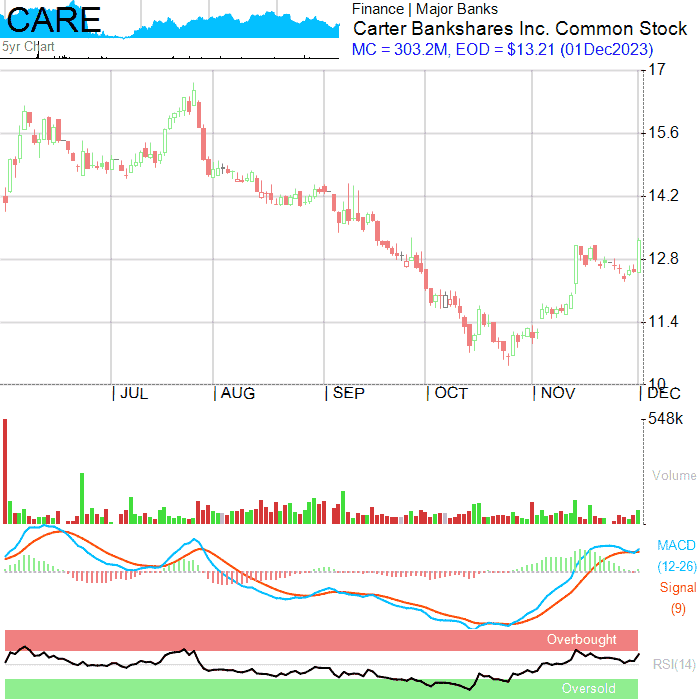 CARE
Finance | Major Banks
Carter Bankshares Inc. Common Stock
5yr Chart
MC = 303.2M, EOD = $13.21 (01Dec2023)
17
15.6
14.2
12.8
11.4
10
JUL AUG SEP OCT NOV DEC
548k
Volume
MACD
(12-26)
Signal
(9)
Overbought
RSI(14)
Oversold